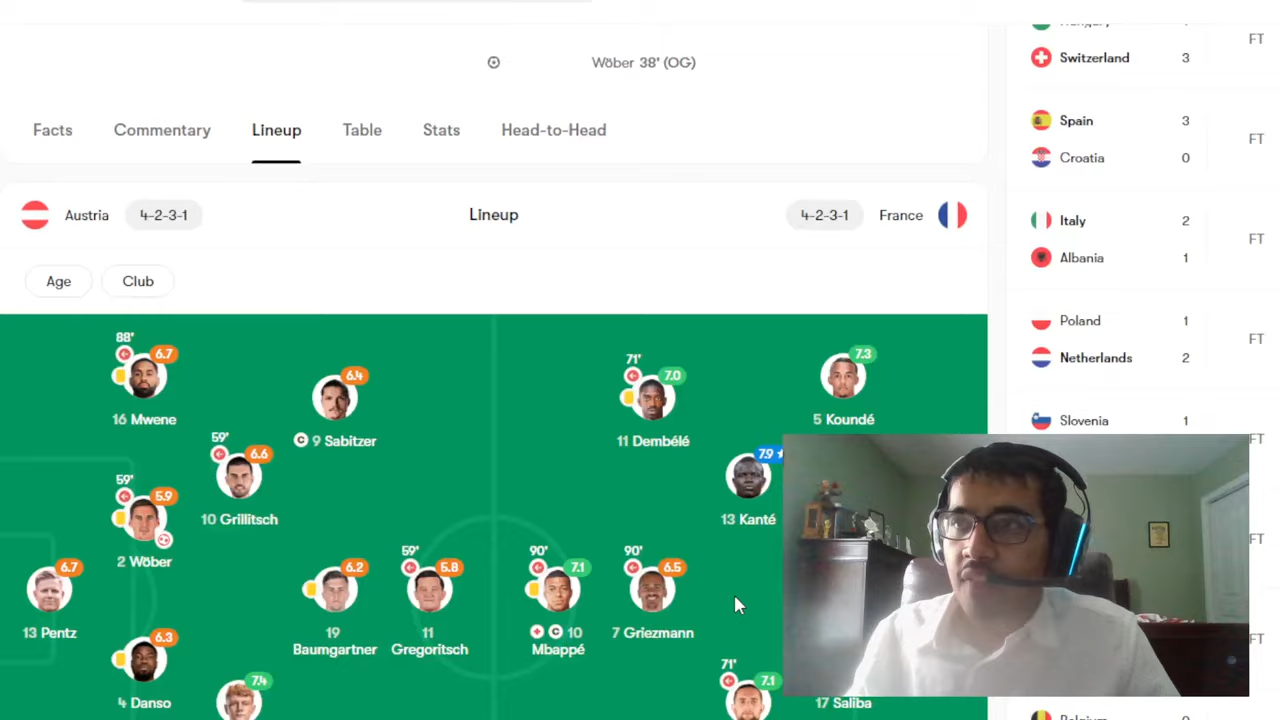 Wöber 38' (OG)
Facts Commentary Lineup Table Stats Head-to-Head
Austria 4-2-3-1 Lineup 4-2-3-1 France
Age Club
88' 6.7
16 Mwene
6.4
C 9 Sabitzer
59' 6.6
10 Grillitsch
59' 5.9
2 Wöber
6.7
13 Pentz
6.2
19
Baumgartner
59' 5.8
11
Gregoritsch
6.3
4 Danso
7.4
71' 7.0
11 Dembélé
7.3
5 Koundé
7.9
13 Kanté
90' 7.1
C 10
Mbappé
90' 6.5
7 Griezmann
71' 7.1
17 Saliba
FT
Switzerland 3
Spain 3
FT
Croatia 0
Italy 2
FT
Albania 1
Poland 1
FT
Netherlands 2
Slovenia 1
FT
FT
FT